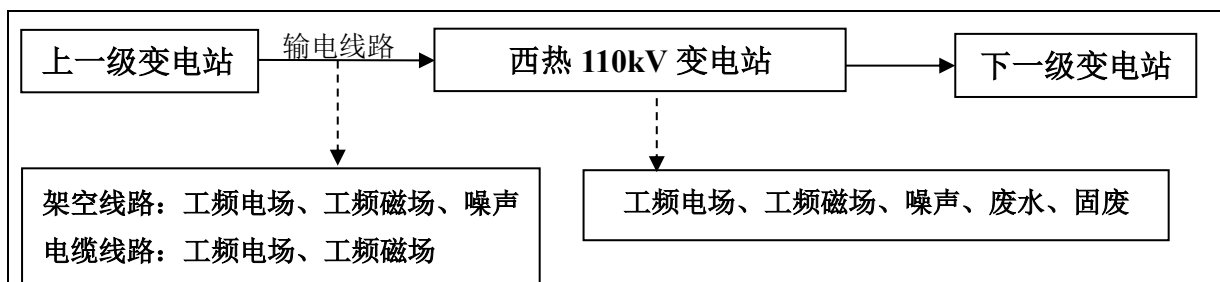 上一级变电站
输电线路
西热 110kV 变电站
下一级变电站
架空线路：工频电场、工频磁场、噪声
电缆线路：工频电场、工频磁场
工频电场、工频磁场、噪声、废水、固废